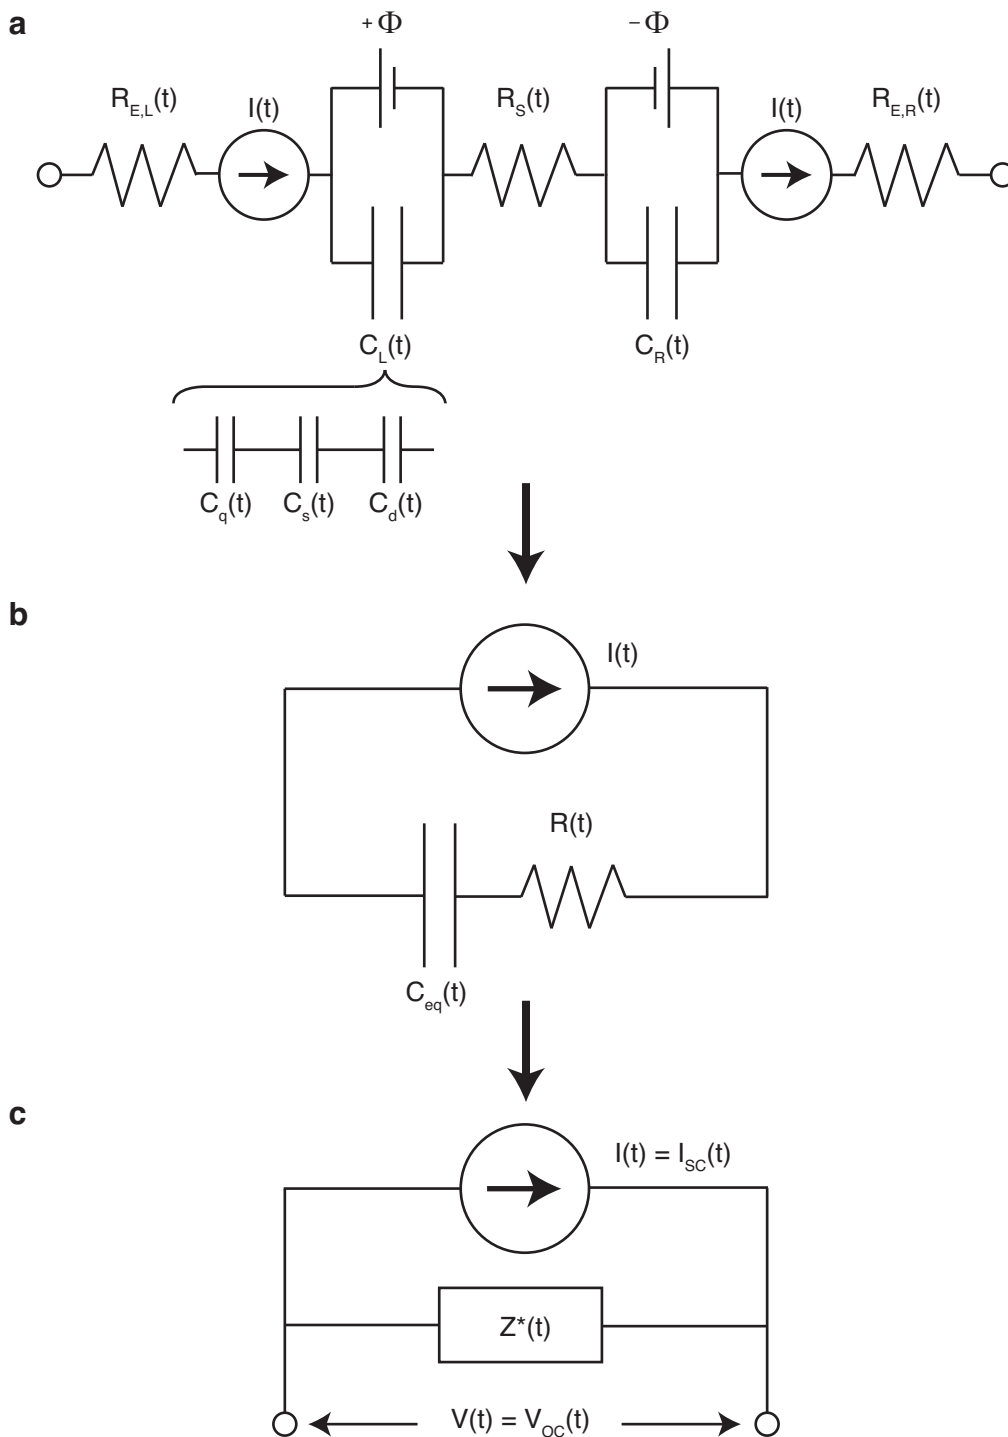 a
+Φ
−Φ
R_E,L(t)
I(t)
R_S(t)
I(t)
R_E,R(t)
C_L(t)
C_R(t)
C_q(t)
C_s(t)
C_d(t)
b
I(t)
R(t)
C_eq(t)
c
I(t) = I_SC(t)
Z*(t)
V(t) = V_OC(t)